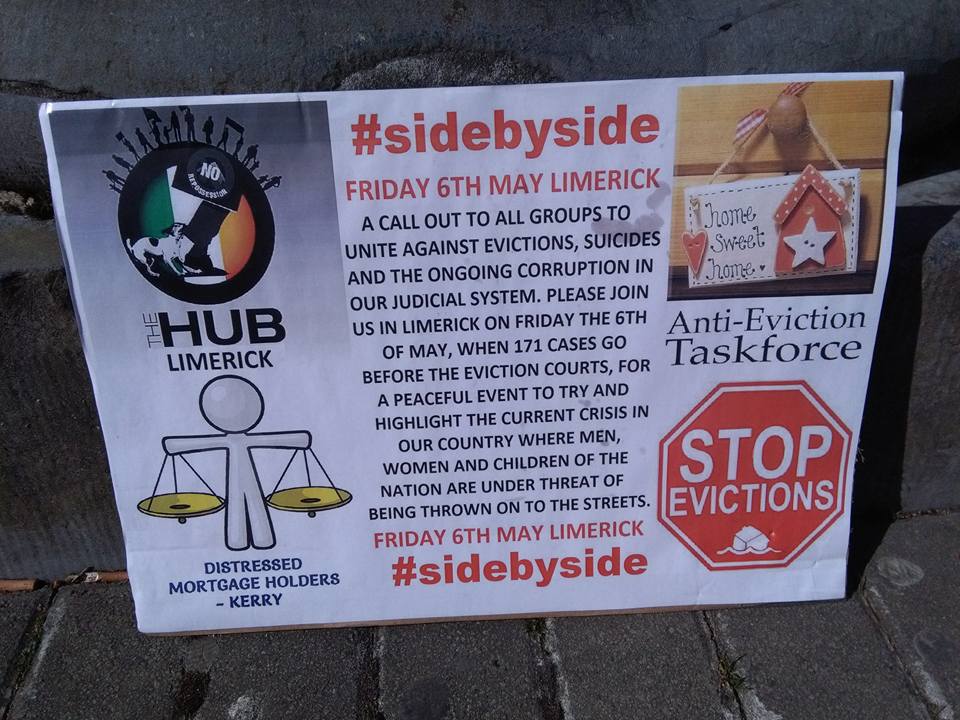 NO
REPOSSESSION
THE HUB
LIMERICK
DISTRESSED
MORTGAGE HOLDERS
- KERRY
#sidebyside
FRIDAY 6TH MAY LIMERICK
A CALL OUT TO ALL GROUPS TO
UNITE AGAINST EVICTIONS, SUICIDES
AND THE ONGOING CORRUPTION IN
OUR JUDICIAL SYSTEM. PLEASE JOIN
US IN LIMERICK ON FRIDAY THE 6TH
OF MAY, WHEN 171 CASES GO
BEFORE THE EVICTION COURTS, FOR
A PEACEFUL EVENT TO TRY AND
HIGHLIGHT THE CURRENT CRISIS IN
OUR COUNTRY WHERE MEN,
WOMEN AND CHILDREN OF THE
NATION ARE UNDER THREAT OF
BEING THROWN ON TO THE STREETS.
FRIDAY 6TH MAY LIMERICK
#sidebyside
home
sweet
home
Anti-Eviction
Taskforce
STOP
EVICTIONS